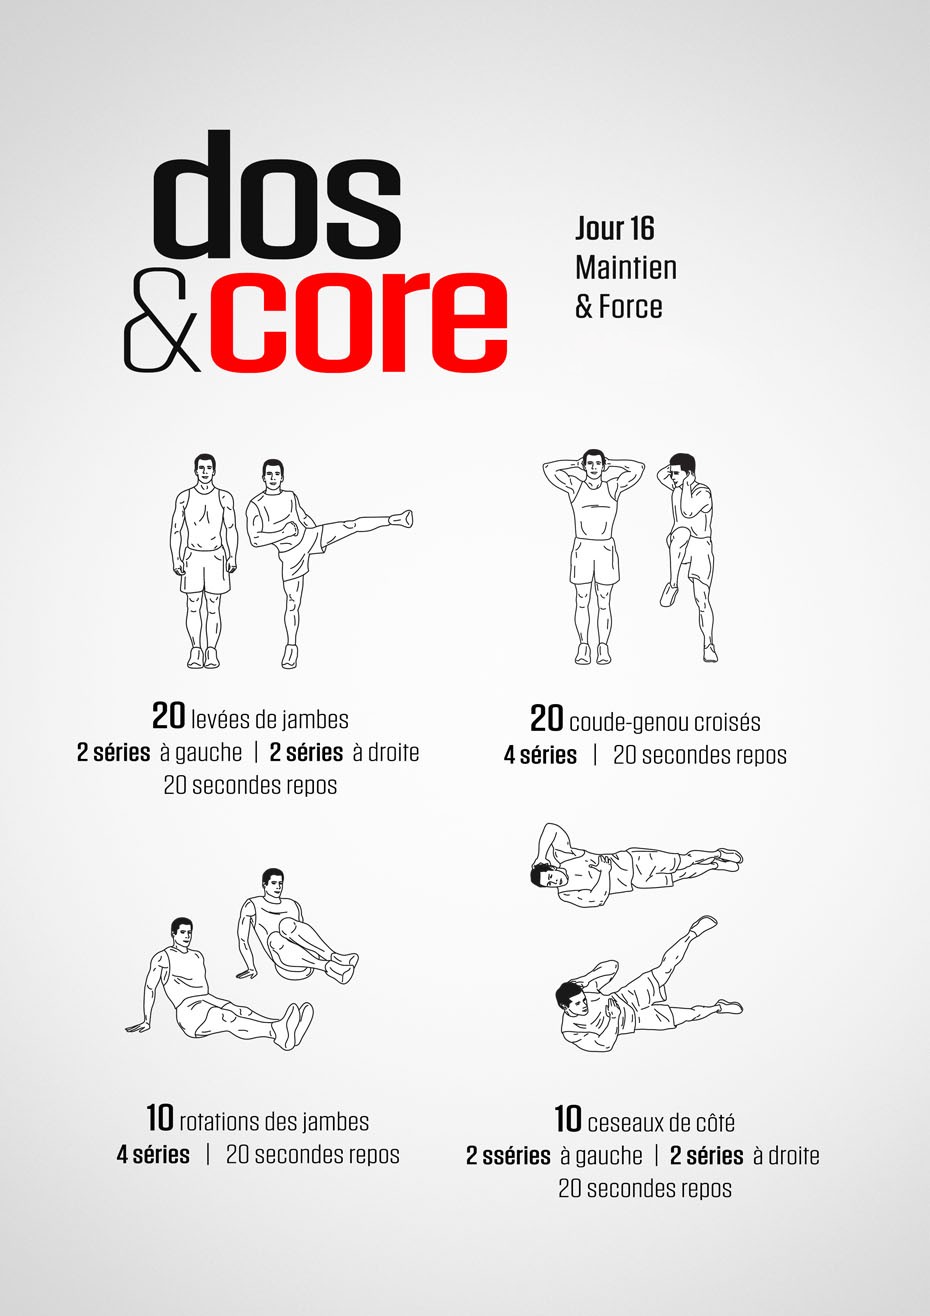 dos
&core
Jour 16
Maintien
& Force
20 levées de jambes
2 séries à gauche | 2 séries à droite
20 secondes repos
20 coude-genou croisés
4 séries | 20 secondes repos
10 rotations des jambes
4 séries | 20 secondes repos
10 ceseaux de côté
2 sséries à gauche | 2 séries à droite
20 secondes repos